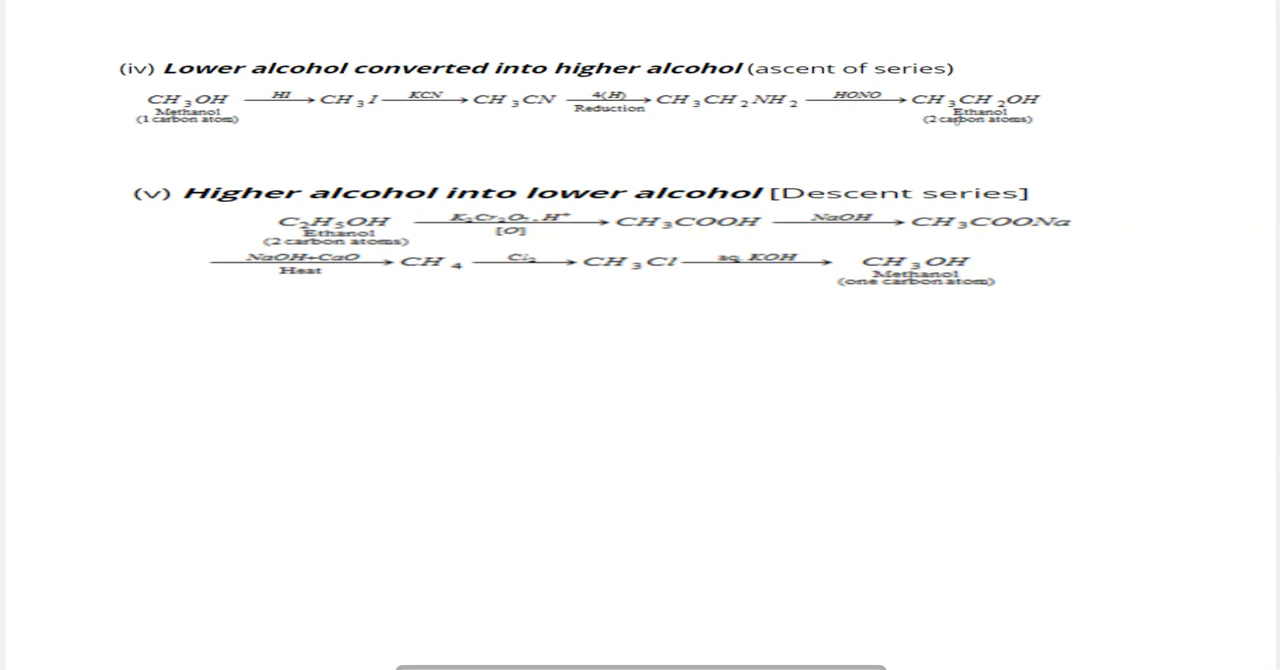 (iv) Lower alcohol converted into higher alcohol (ascent of series)
CH3OH HI CH3I KCN CH3CN 4(H) Reduction CH3CH2NH2 HONO CH3CH2OH
Methanol Ethanol
(1 carbon atom) (2 carbon atoms)
(v) Higher alcohol into lower alcohol [Descent series]
C2H5OH K2Cr2O7, H+ [O] CH3COOH NaOH CH3COONa
Ethanol
(2 carbon atoms)
NaOH+CaO Heat CH4 Cl2 CH3Cl aq. KOH CH3OH
Methanol
(one carbon atom)